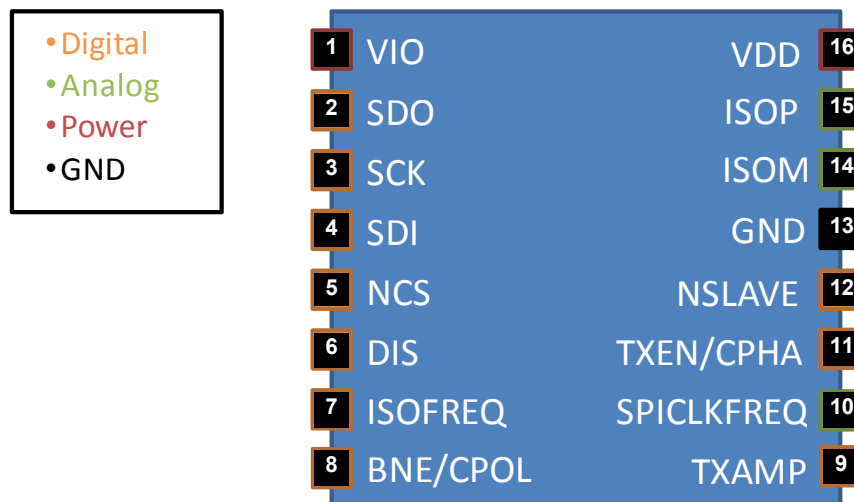 •Digital
•Analog
•Power
•GND
1 VIO
2 SDO
3 SCK
4 SDI
5 NCS
6 DIS
7 ISOFREQ
8 BNE/CPOL
VDD 16
ISOP 15
ISOM 14
GND 13
NSLAVE 12
TXEN/CPHA 11
SPICLKFREQ 10
TXAMP 9